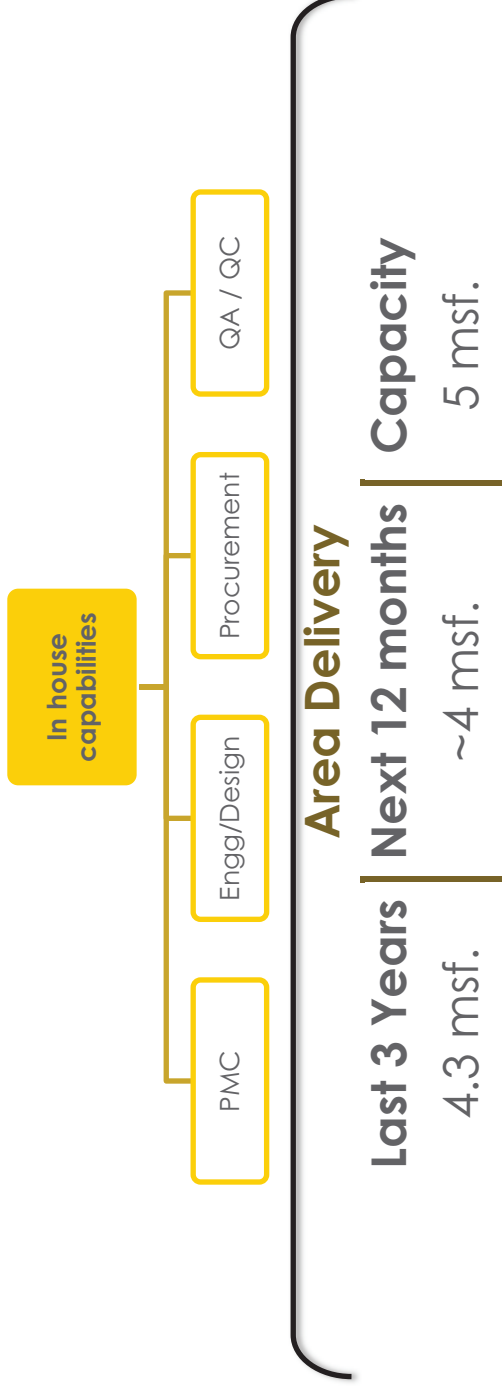 In house
capabilities
PMC
Engg/Design
Procurement
QA / QC
Area Delivery
Last 3 Years
Next 12 months
Capacity
4.3 msf.
~4 msf.
5 msf.